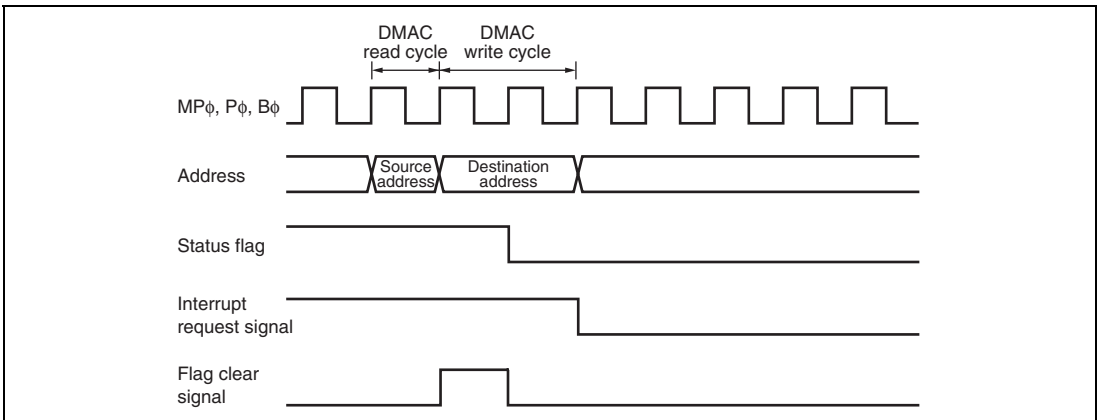 DMAC
read cycle
DMAC
write cycle
MPϕ, Pϕ, Bϕ
Address
Source
address
Destination
address
Status flag
Interrupt
request signal
Flag clear
signal